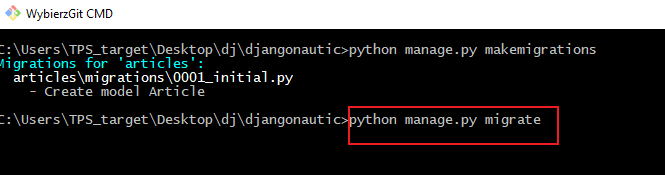 WybierzGit CMD
C:\Users\TPS_target\Desktop\dj\djangonautic>python manage.py makemigrations
Migrations for 'articles':
  articles\migrations\0001_initial.py
    - Create model Article
C:\Users\TPS_target\Desktop\dj\djangonautic>python manage.py migrate